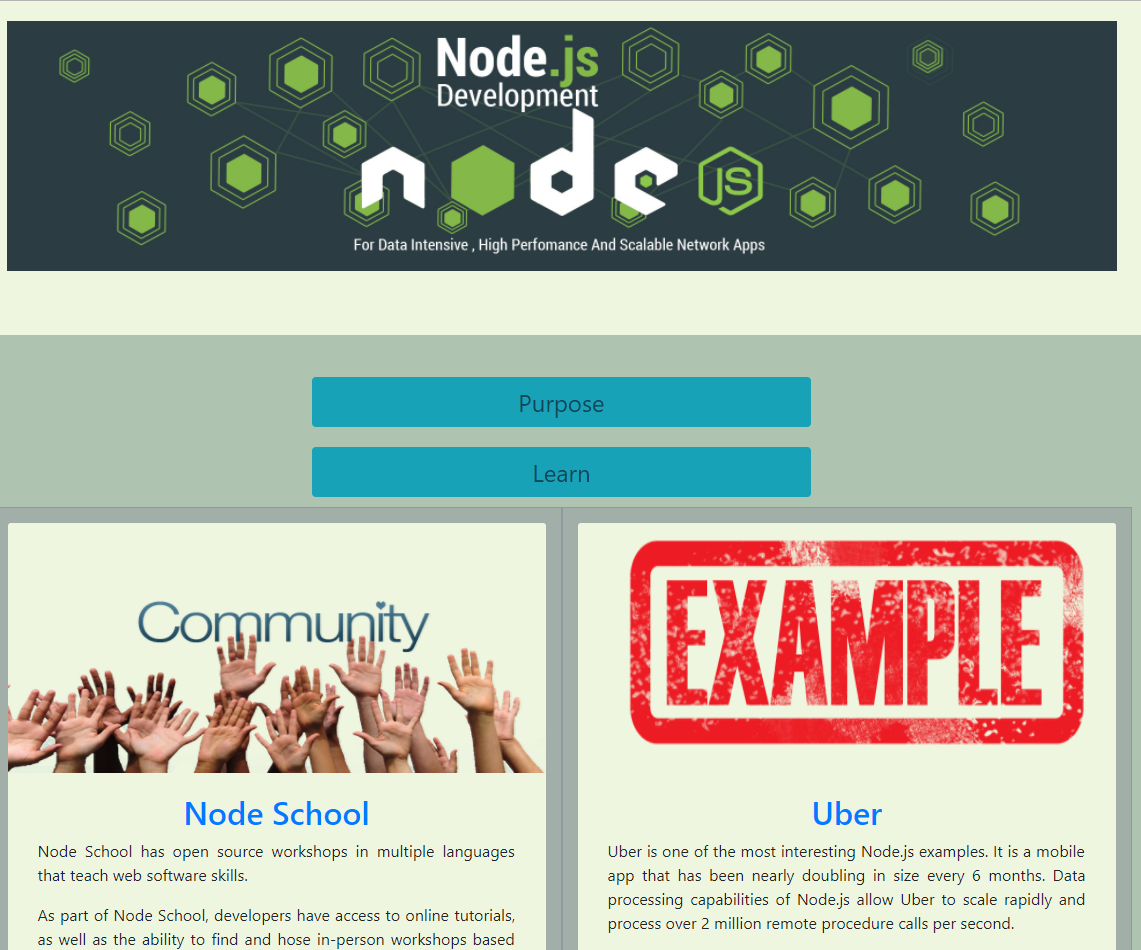 Node.js
Development
node JS
For Data Intensive , High Perfomance And Scalable Network Apps
Purpose
Learn
Community
EXAMPLE
Node School
Node School has open source workshops in multiple languages
that teach web software skills.
As part of Node School, developers have access to online tutorials,
as well as the ability to find and hose in-person workshops based
Uber
Uber is one of the most interesting Node.js examples. It is a mobile
app that has been nearly doubling in size every 6 months. Data
processing capabilities of Node.js allow Uber to scale rapidly and
process over 2 million remote procedure calls per second.